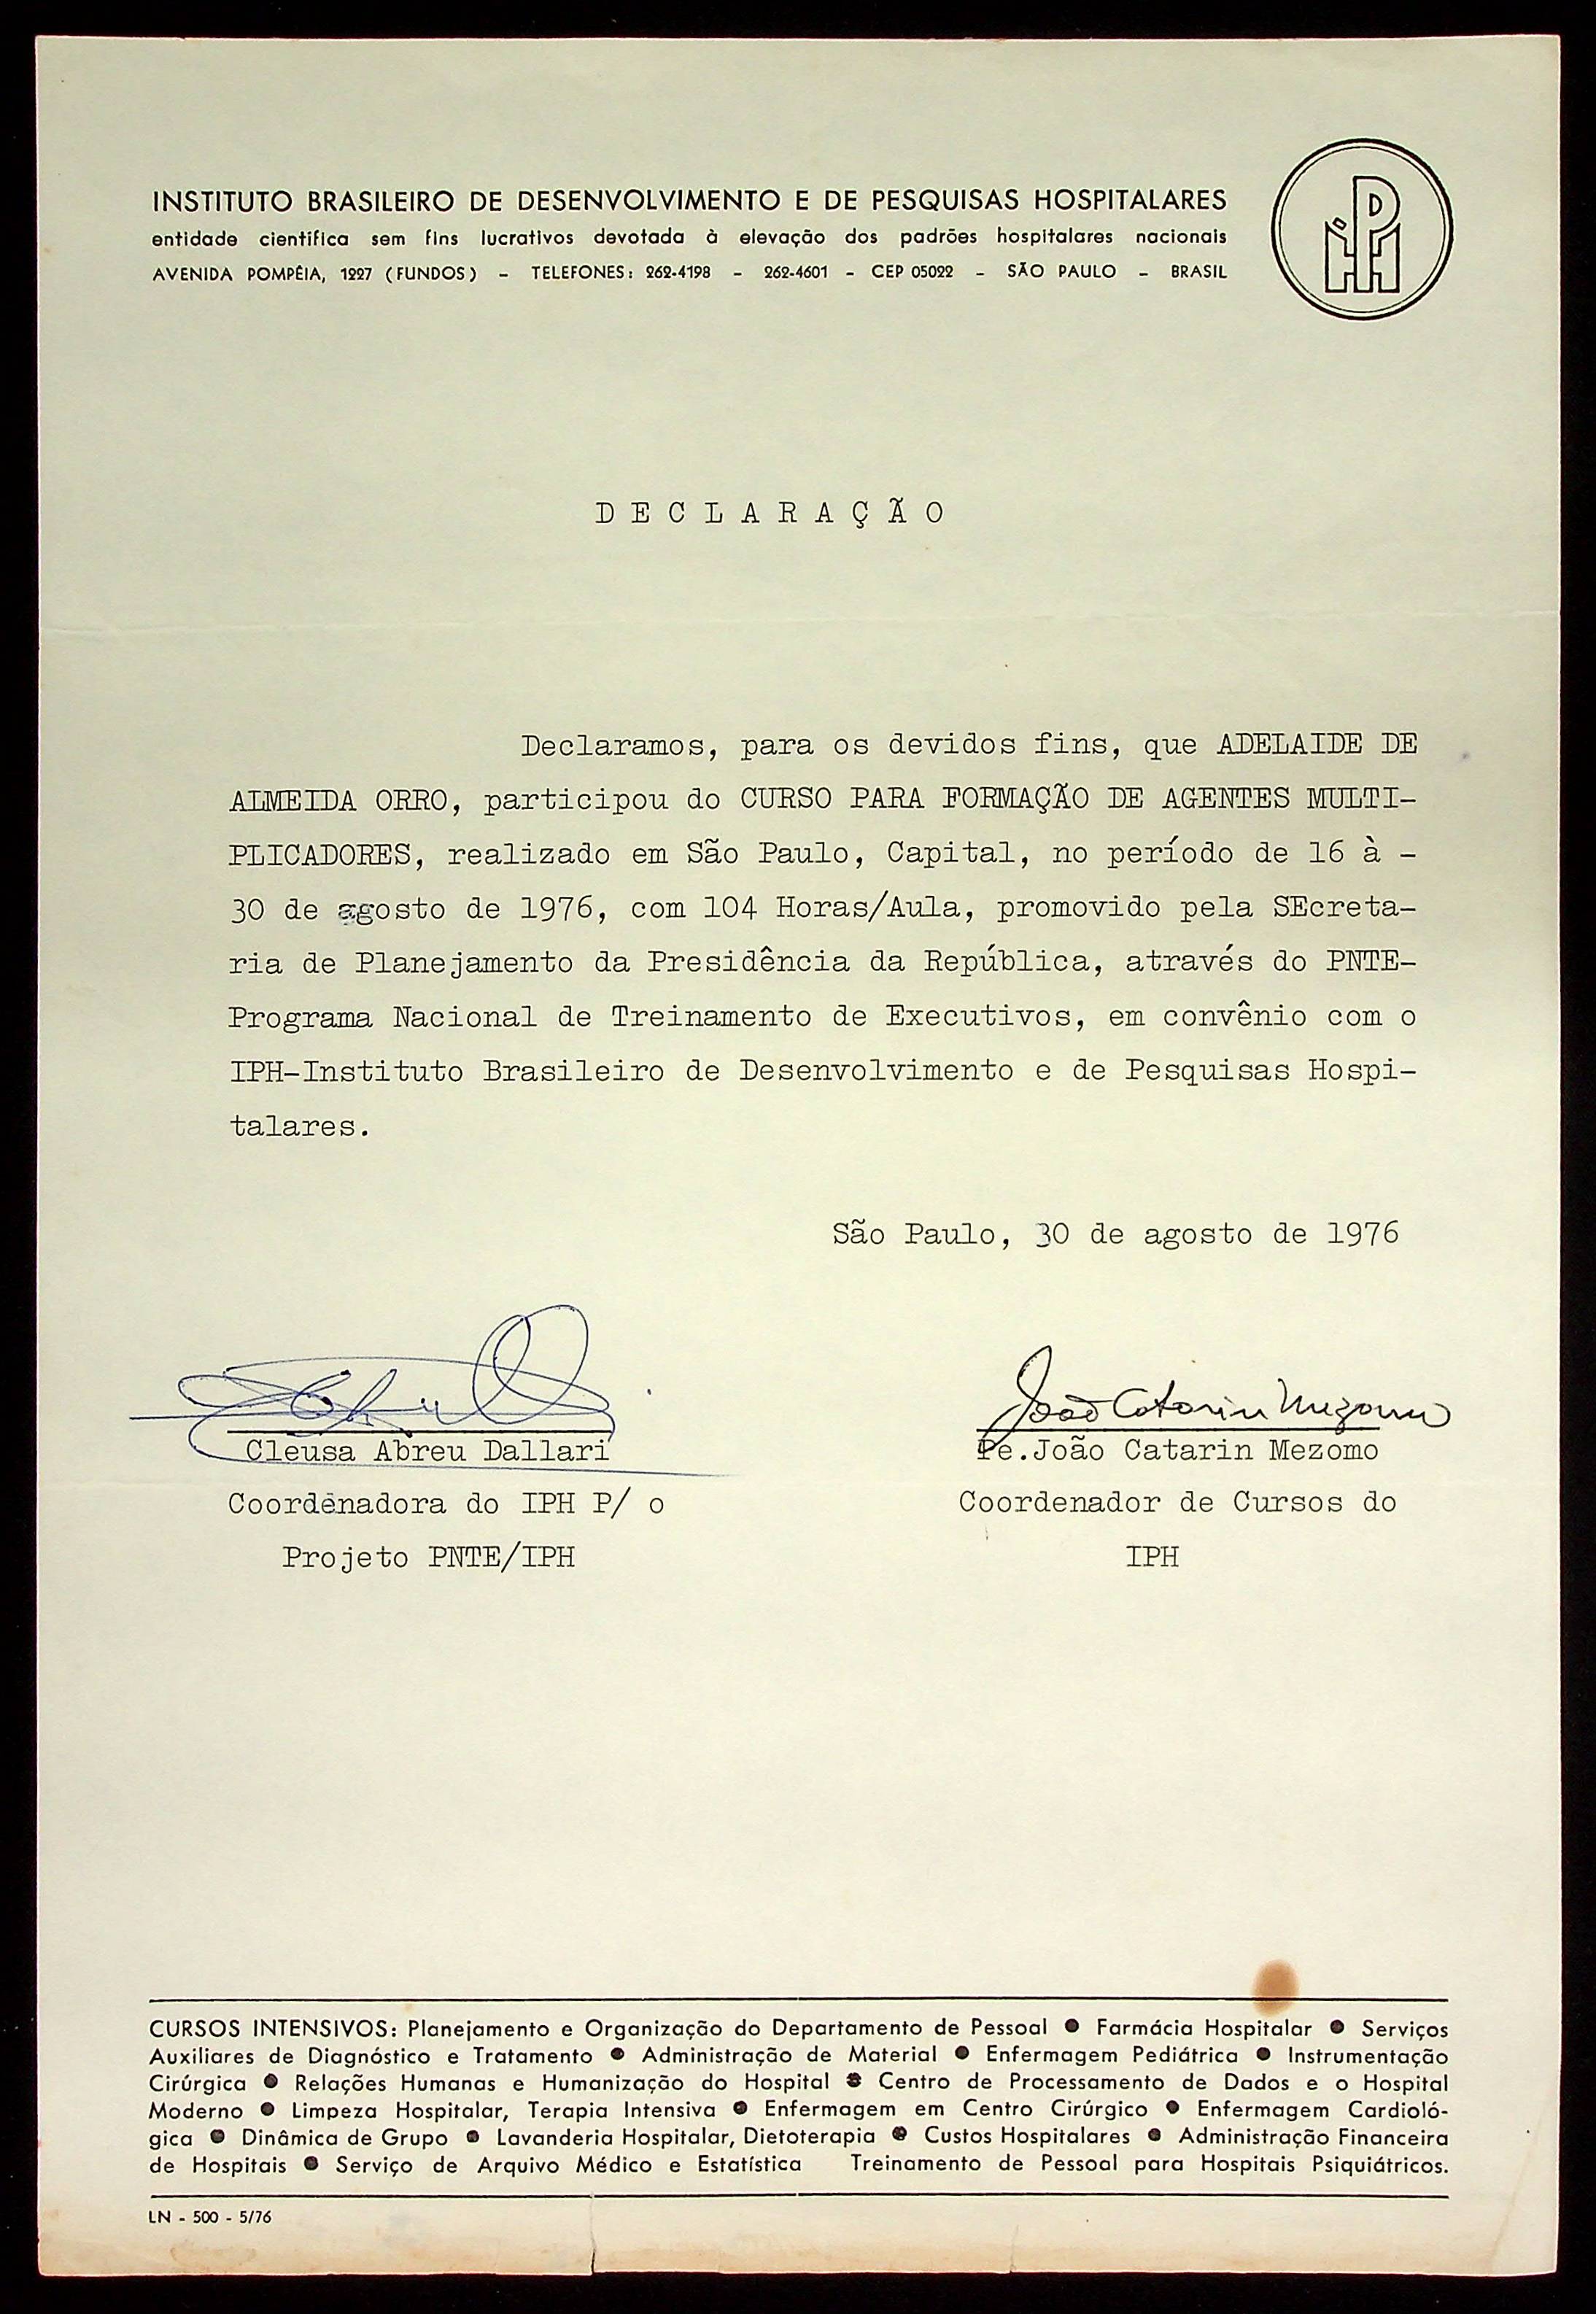 INSTITUTO BRASILEIRO DE DESENVOLVIMENTO E DE PESQUISAS HOSPITALARES
entidade científica sem fins lucrativos devotada à elevação dos padrões hospitalares nacionais
AVENIDA POMPÉIA, 1227 (FUNDOS) - TELEFONES: 262-4198 - 262-4601 - CEP 05022 - SÃO PAULO - BRASIL
IPH
D E C L A R A Ç Ã O
Declaramos, para os devidos fins, que ADELAIDE DE
ALMEIDA ORRO, participou do CURSO PARA FORMAÇÃO DE AGENTES MULTI-
PLICADORES, realizado em São Paulo, Capital, no período de 16 à -
30 de agosto de 1976, com 104 Horas/Aula, promovido pela SEcreta-
ria de Planejamento da Presidência da República, através do PNTE-
Programa Nacional de Treinamento de Executivos, em convênio com o
IPH-Instituto Brasileiro de Desenvolvimento e de Pesquisas Hospi-
talares.
São Paulo, 30 de agosto de 1976
João Catarin Mezomo
Cleusa Abreu Dallari
Coordenadora do IPH P/ o
Projeto PNTE/IPH
Pe.João Catarin Mezomo
Coordenador de Cursos do
IPH
CURSOS INTENSIVOS: Planejamento e Organização do Departamento de Pessoal ● Farmácia Hospitalar ● Serviços
Auxiliares de Diagnóstico e Tratamento ● Administração de Material ● Enfermagem Pediátrica ● Instrumentação
Cirúrgica ● Relações Humanas e Humanização do Hospital ● Centro de Processamento de Dados e o Hospital
Moderno ● Limpeza Hospitalar, Terapia Intensiva ● Enfermagem em Centro Cirúrgico ● Enfermagem Cardioló-
gica ● Dinâmica de Grupo ● Lavanderia Hospitalar, Dietoterapia ● Custos Hospitalares ● Administração Financeira
de Hospitais ● Serviço de Arquivo Médico e Estatística Treinamento de Pessoal para Hospitais Psiquiátricos.
LN - 500 - 5/76